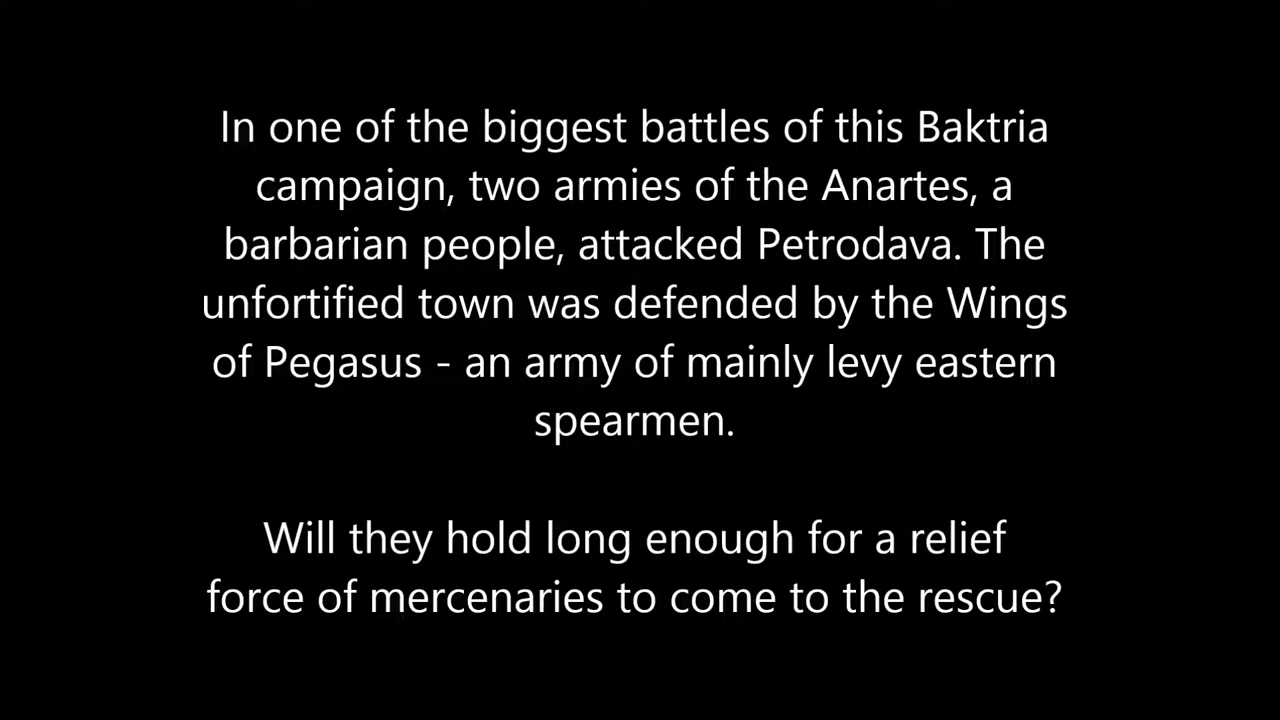 In one of the biggest battles of this Baktria
campaign, two armies of the Anartes, a
barbarian people, attacked Petrodava. The
unfortified town was defended by the Wings
of Pegasus - an army of mainly levy eastern
spearmen.
Will they hold long enough for a relief
force of mercenaries to come to the rescue?